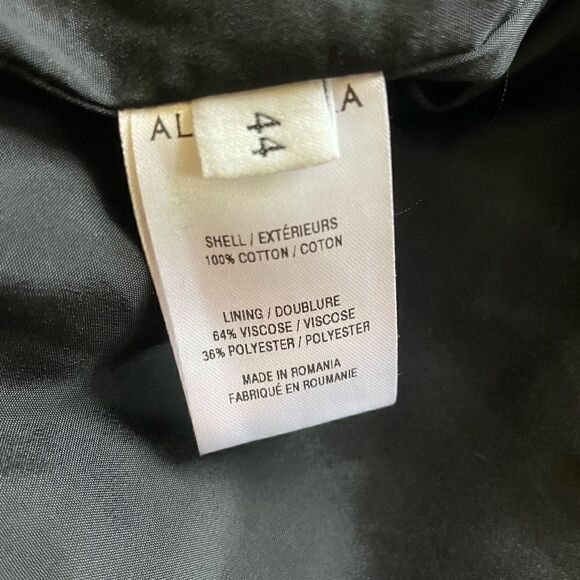 AL RA
44
SHELL / EXTÉRIEURS
100% COTTON / COTON
LINING / DOUBLURE
64% VISCOSE / VISCOSE
36% POLYESTER / POLYESTER
MADE IN ROMANIA
FABRIQUÉ EN ROUMANIE